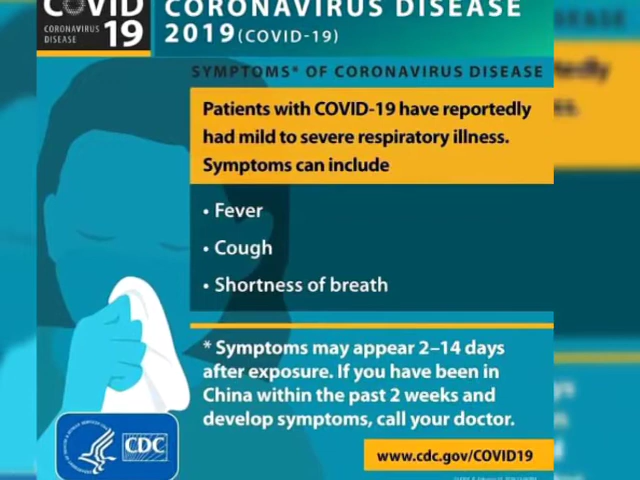 COVID
CORONAVIRUS
DISEASE
19
CORONAVIRUS DISEASE
2019 (COVID-19)
SYMPTOMS* OF CORONAVIRUS DISEASE
Patients with COVID-19 have reportedly
had mild to severe respiratory illness.
Symptoms can include
• Fever
• Cough
• Shortness of breath
* Symptoms may appear 2–14 days
after exposure. If you have been in
China within the past 2 weeks and
develop symptoms, call your doctor.
CDC
www.cdc.gov/COVID19